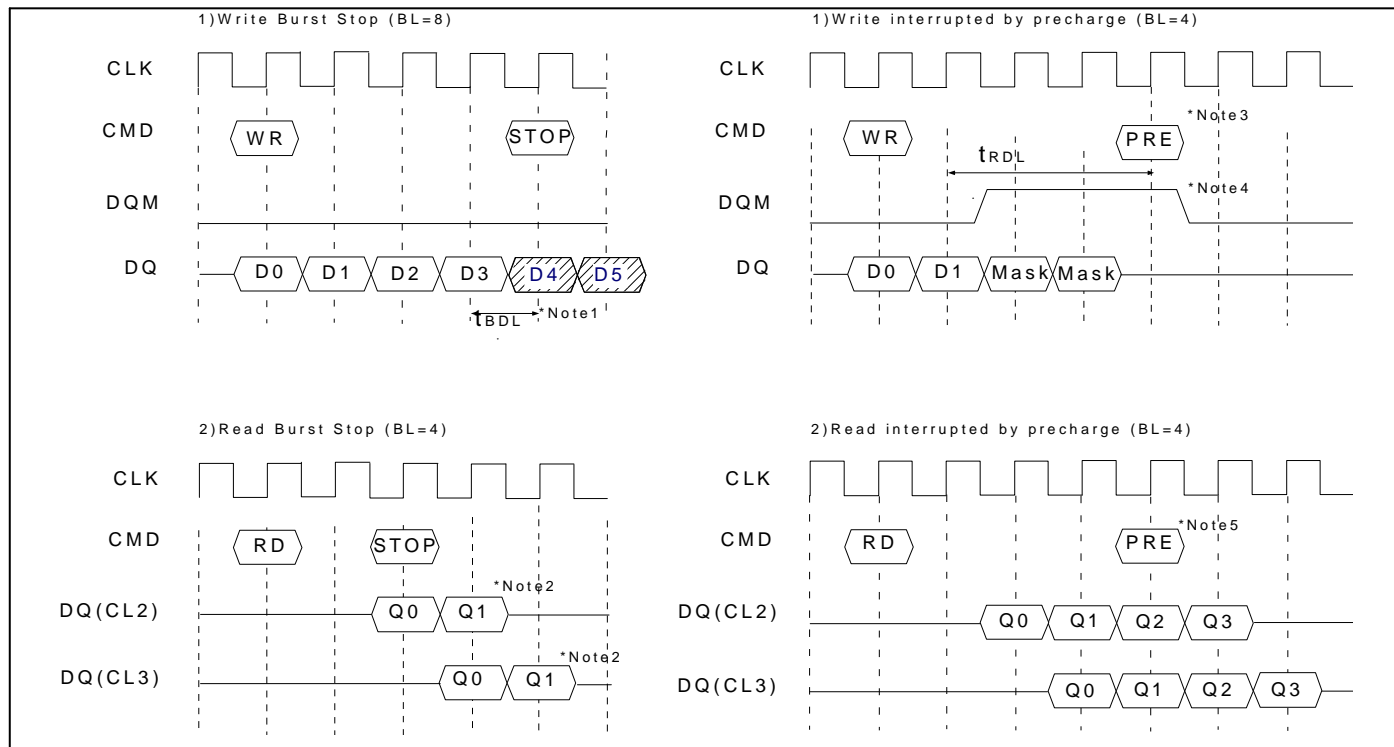 1)Write Burst Stop (BL=8)
CLK
CMD
WR
STOP
DQM
DQ
D0
D1
D2
D3
D4
D5
tBDL
*Note1
1)Write interrupted by precharge (BL=4)
CLK
CMD
WR
PRE
*Note3
tRDL
DQM
*Note4
DQ
D0
D1
Mask
Mask
2)Read Burst Stop (BL=4)
CLK
CMD
RD
STOP
*Note2
DQ(CL2)
Q0
Q1
*Note2
DQ(CL3)
Q0
Q1
2)Read interrupted by precharge (BL=4)
CLK
CMD
RD
PRE
*Note5
DQ(CL2)
Q0
Q1
Q2
Q3
DQ(CL3)
Q0
Q1
Q2
Q3